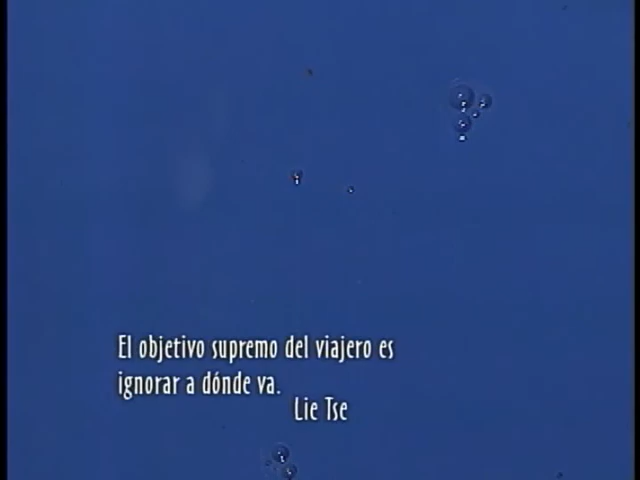 El objetivo supremo del viajero es
ignorar a dónde va.
Lie Tse